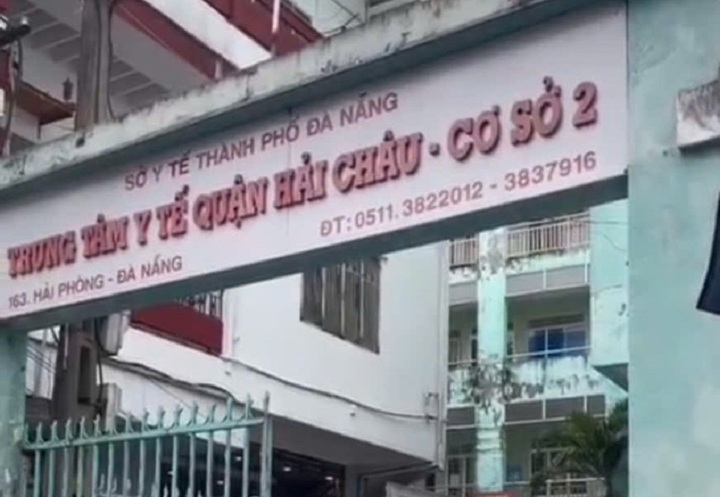 SỞ Y TẾ THÀNH PHỐ ĐÀ NẴNG
TRUNG TÂM Y TẾ QUẬN HẢI CHÂU - CƠ SỞ 2
163. HẢI PHÒNG - ĐÀ NẴNG
ĐT: 0511. 3822012 - 3837916